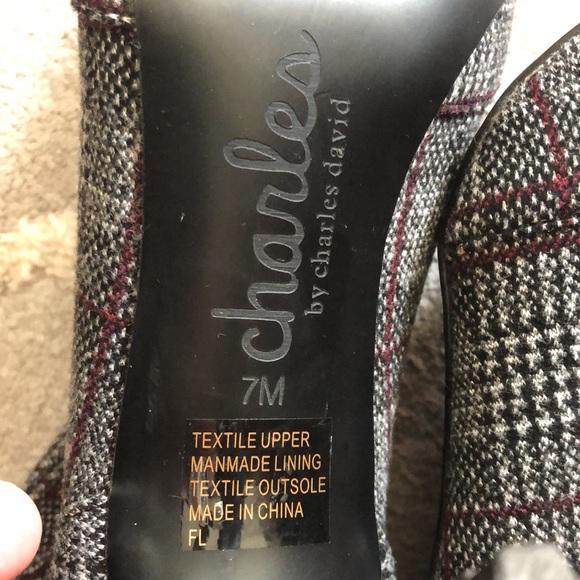 charles
by charles david
7M
TEXTILE UPPER
MANMADE LINING
TEXTILE OUTSOLE
MADE IN CHINA
FL